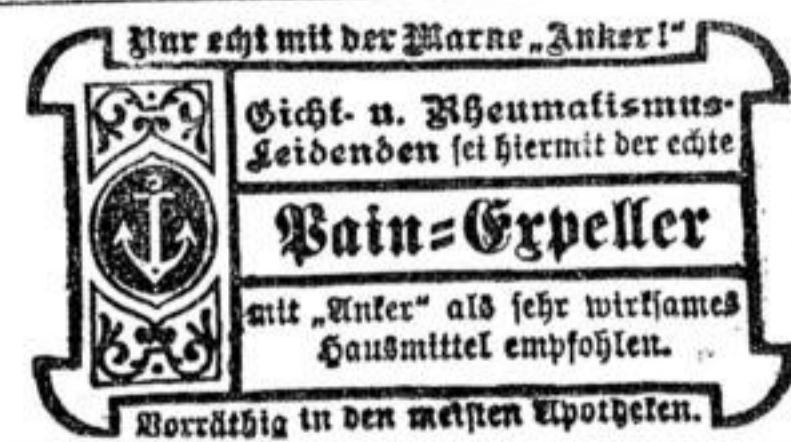 Nur echt mit der Marke „Anker!“
Gicht- u. Rheumatismus-
Leidenden sei hiermit der echte
Pain-Expeller
mit „Anker“ als sehr wirksames
Hausmittel empfohlen.
Vorräthig in den meisten Apotheken.